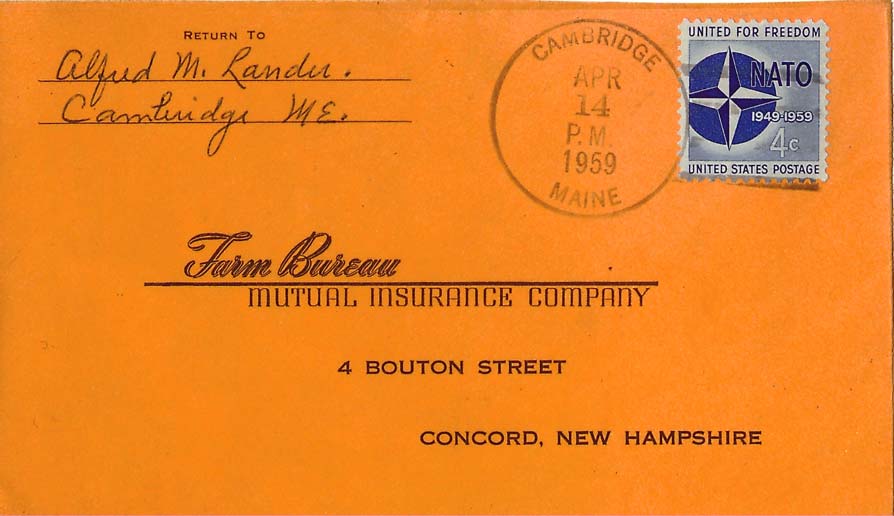 RETURN TO
Alfred M. Lander.
Cambridge ME.
CAMBRIDGE
APR
14
P.M.
1959
MAINE
UNITED FOR FREEDOM
NATO
1949-1959
4c
UNITED STATES POSTAGE
Farm Bureau
MUTUAL INSURANCE COMPANY
4 BOUTON STREET
CONCORD, NEW HAMPSHIRE